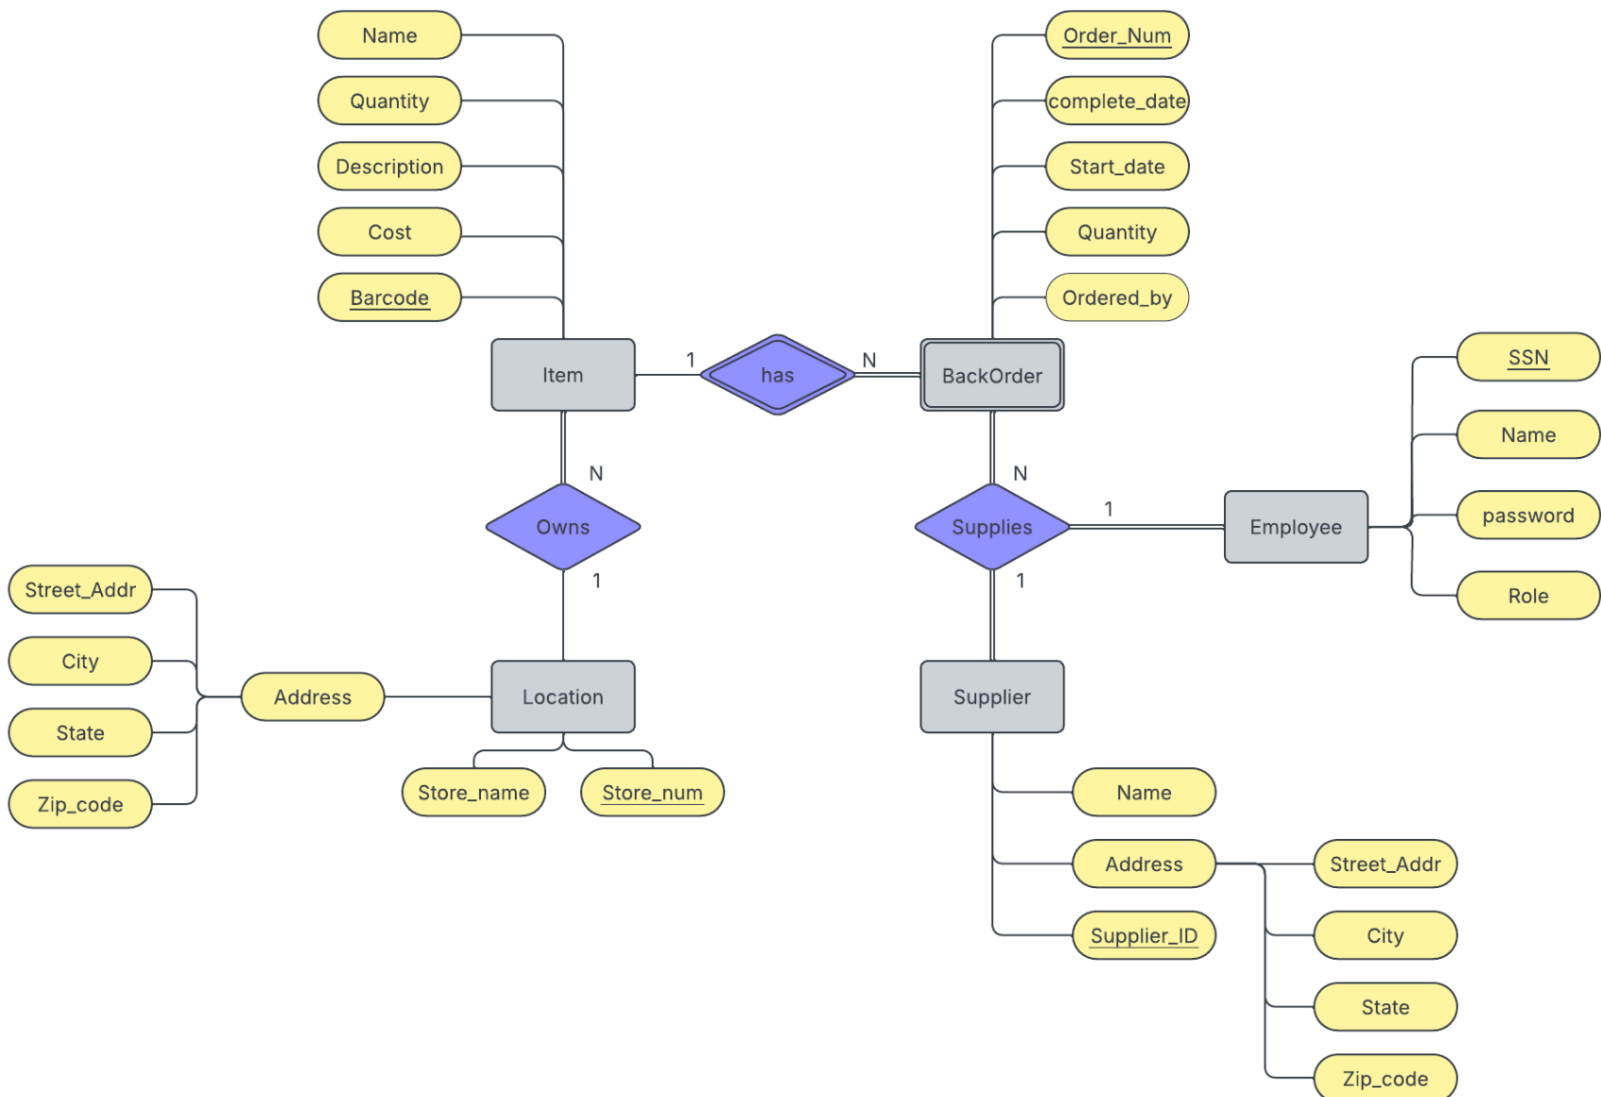 Name
Quantity
Description
Cost
Barcode
Order_Num
complete_date
Start_date
Quantity
Ordered_by
Item
1
has
N
BackOrder
SSN
Name
password
Role
N
Owns
1
N
Supplies
1
1
Employee
Street_Addr
City
State
Zip_code
Address
Location
Store_name
Store_num
Supplier
Name
Address
Supplier_ID
Street_Addr
City
State
Zip_code